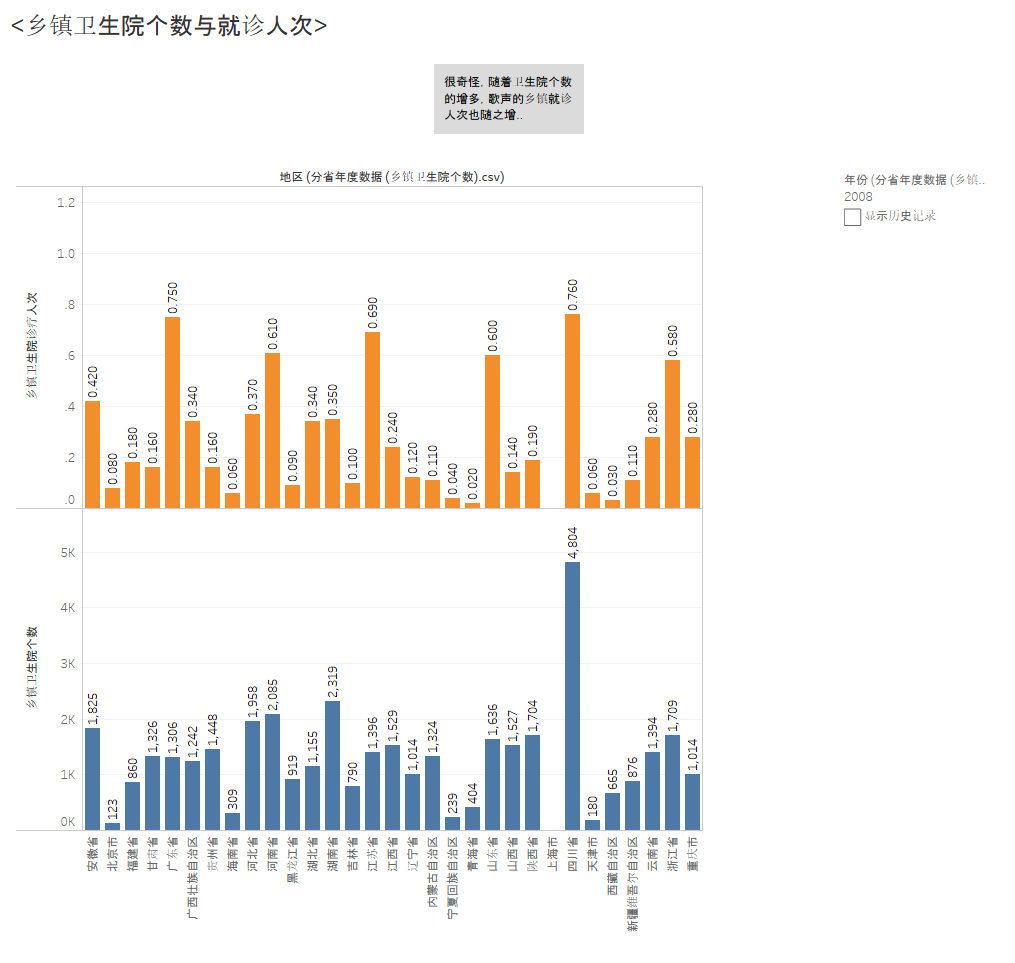 <乡镇卫生院个数与就诊人次>
很奇怪, 随着卫生院个数
的增多, 歌声的乡镇就诊
人次也随之增..
地区 (分省年度数据 (乡镇卫生院个数).csv)
年份 (分省年度数据 (乡镇..
2008
显示历史记录
乡镇卫生院诊疗人次
1.2
1.0
.8
.6
.4
.2
.0
0.420
0.080
0.180
0.160
0.750
0.340
0.160
0.060
0.370
0.610
0.090
0.340
0.350
0.100
0.690
0.240
0.120
0.110
0.040
0.020
0.600
0.140
0.190
0.760
0.060
0.030
0.110
0.280
0.580
0.280
乡镇卫生院个数
5K
4K
3K
2K
1K
0K
1,825
123
860
1,326
1,306
1,242
1,448
309
1,958
2,085
919
1,155
2,319
790
1,396
1,529
1,014
1,324
239
404
1,636
1,527
1,704
4,804
180
665
876
1,394
1,709
1,014
安徽省
北京市
福建省
甘肃省
广东省
广西壮族自治区
贵州省
海南省
河北省
河南省
黑龙江省
湖北省
湖南省
吉林省
江苏省
江西省
辽宁省
内蒙古自治区
宁夏回族自治区
青海省
山东省
山西省
陕西省
上海市
四川省
天津市
西藏自治区
新疆维吾尔自治区
云南省
浙江省
重庆市